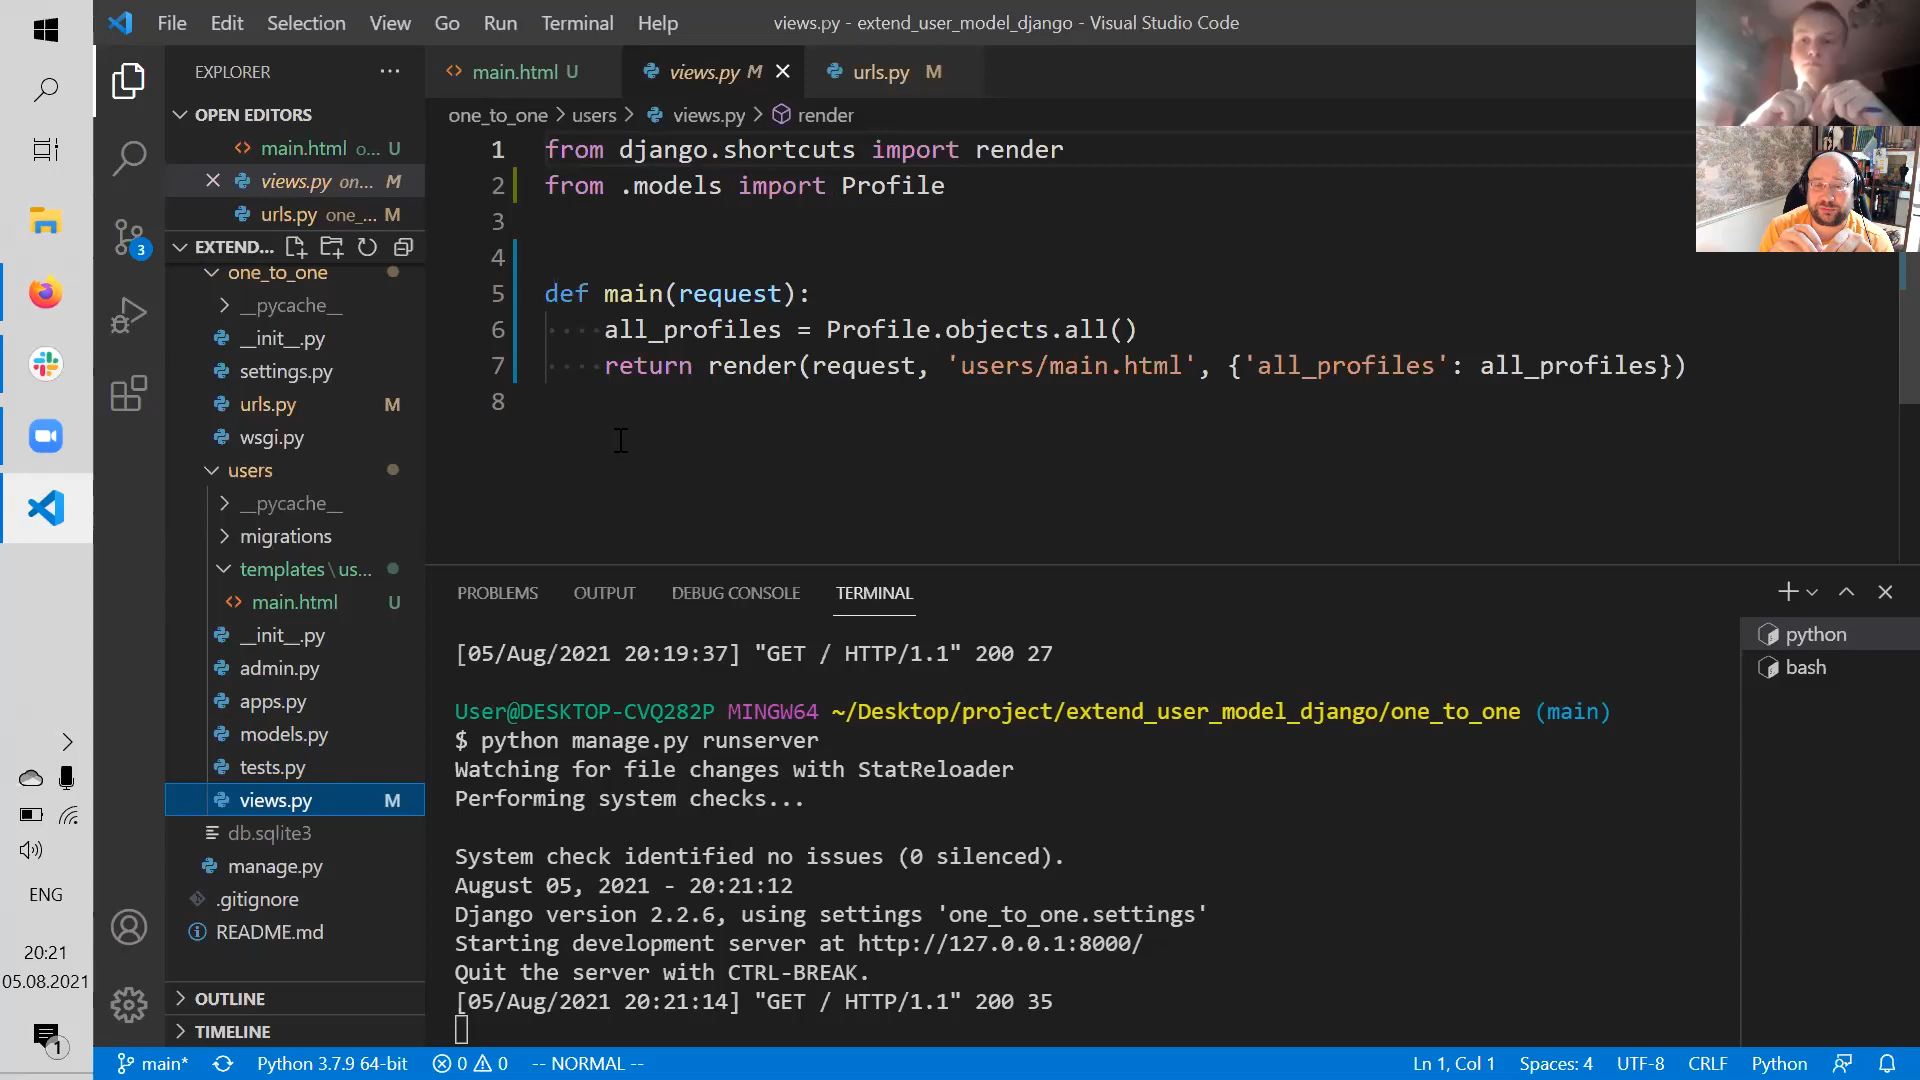 File Edit Selection View Go Run Terminal Help
views.py - extend_user_model_django - Visual Studio Code
EXPLORER
OPEN EDITORS
main.html o... U
views.py on... M
urls.py one_... M
EXTEND...
one_to_one
__pycache__
__init__.py
settings.py
urls.py M
wsgi.py
users
__pycache__
migrations
templates\us...
main.html U
__init__.py
admin.py
apps.py
models.py
tests.py
views.py M
db.sqlite3
manage.py
.gitignore
README.md
OUTLINE
TIMELINE
3
ENG
20:21
05.08.2021
1
main.html U views.py M urls.py M
one_to_one > users > views.py > render
1 from django.shortcuts import render
2 from .models import Profile
3
4
5 def main(request):
6 ····all_profiles = Profile.objects.all()
7 ····return render(request, 'users/main.html', {'all_profiles': all_profiles})
8
PROBLEMS OUTPUT DEBUG CONSOLE TERMINAL
python
bash
[05/Aug/2021 20:19:37] "GET / HTTP/1.1" 200 27
User@DESKTOP-CVQ282P MINGW64 ~/Desktop/project/extend_user_model_django/one_to_one (main)
$ python manage.py runserver
Watching for file changes with StatReloader
Performing system checks...
System check identified no issues (0 silenced).
August 05, 2021 - 20:21:12
Django version 2.2.6, using settings 'one_to_one.settings'
Starting development server at http://127.0.0.1:8000/
Quit the server with CTRL-BREAK.
[05/Aug/2021 20:21:14] "GET / HTTP/1.1" 200 35
main* Python 3.7.9 64-bit 0 0 -- NORMAL -- Ln 1, Col 1 Spaces: 4 UTF-8 CRLF Python